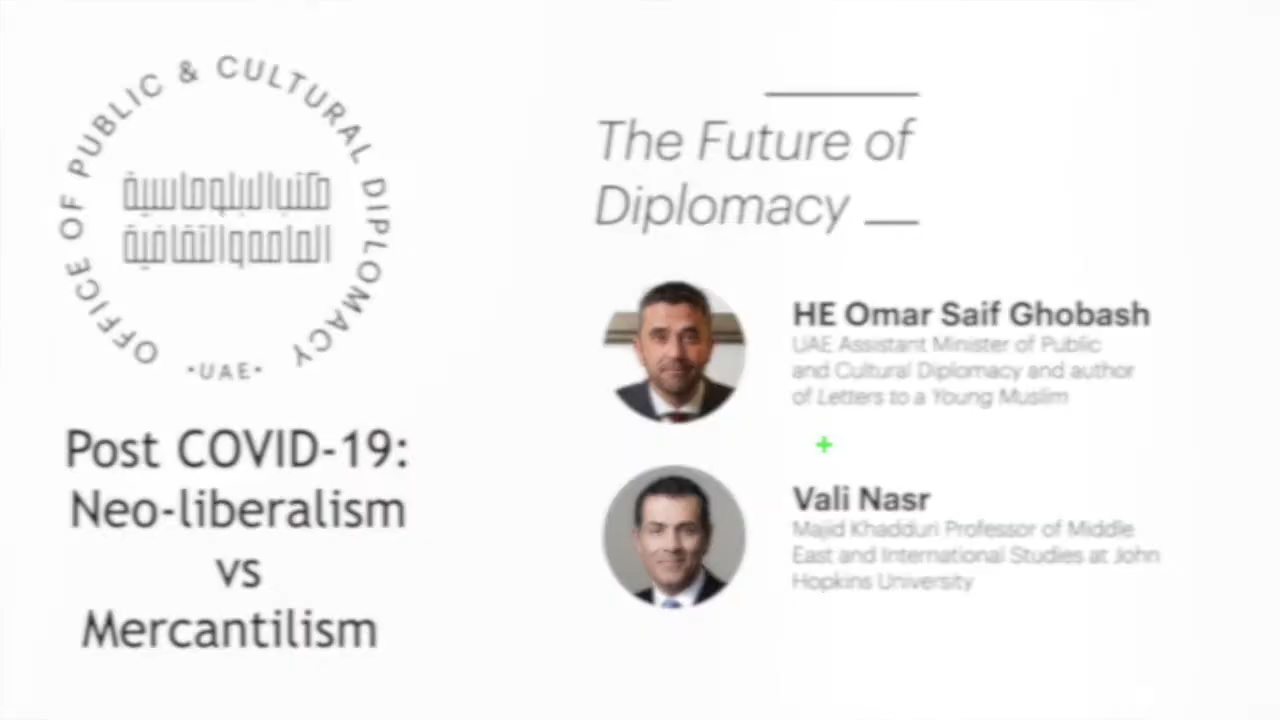 OFFICE OF PUBLIC & CULTURAL DIPLOMACY
مكتب الدبلوماسية
العامة والثقافية
·UAE·
Post COVID-19:
Neo-liberalism
vs
Mercantilism
The Future of
Diplomacy
HE Omar Saif Ghobash
UAE Assistant Minister of Public
and Cultural Diplomacy and author
of Letters to a Young Muslim
Vali Nasr
Majid Khadduri Professor of Middle
East and International Studies at John
Hopkins University